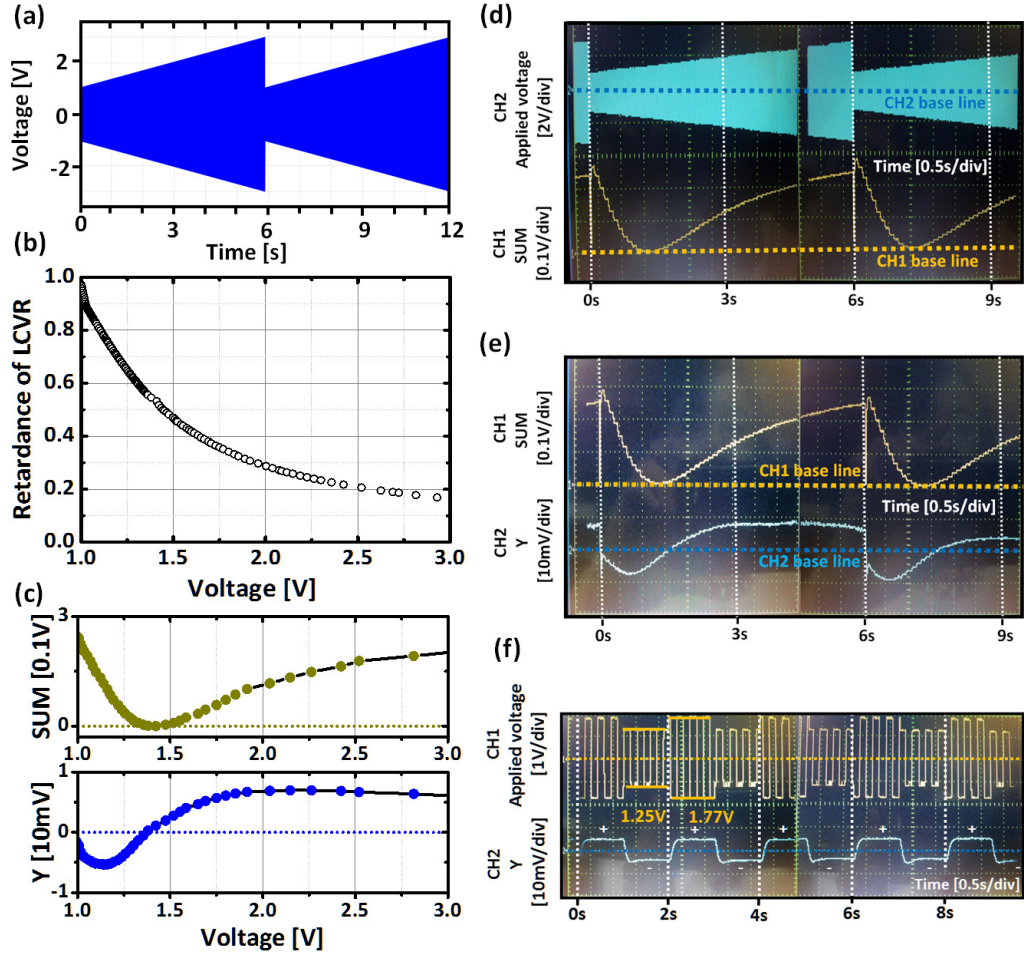 (a)
Voltage [V]
2
0
-2
0
3
6
9
12
Time [s]
(b)
Retardance of LCVR
1.0
0.8
0.6
0.4
0.2
0.0
1.0
1.5
2.0
2.5
3.0
Voltage [V]
(c)
SUM [0.1V]
3
0
1.0
1.5
2.0
2.5
3.0
Y [10mV]
1
0
-1
1.0
1.5
2.0
2.5
3.0
Voltage [V]
(d)
CH2
Applied voltage
[2V/div]
CH2 base line
Time [0.5s/div]
CH1
SUM
[0.1V/div]
CH1 base line
0s
3s
6s
9s
(e)
CH1
SUM
[0.1V/div]
CH1 base line
Time [0.5s/div]
CH2
Y
[10mV/div]
CH2 base line
0s
3s
6s
9s
(f)
CH1
Applied voltage
[1V/div]
1.25V
1.77V
CH2
Y
[10mV/div]
+ + + + +
- - - -
Time [0.5s/div]
0s
2s
4s
6s
8s